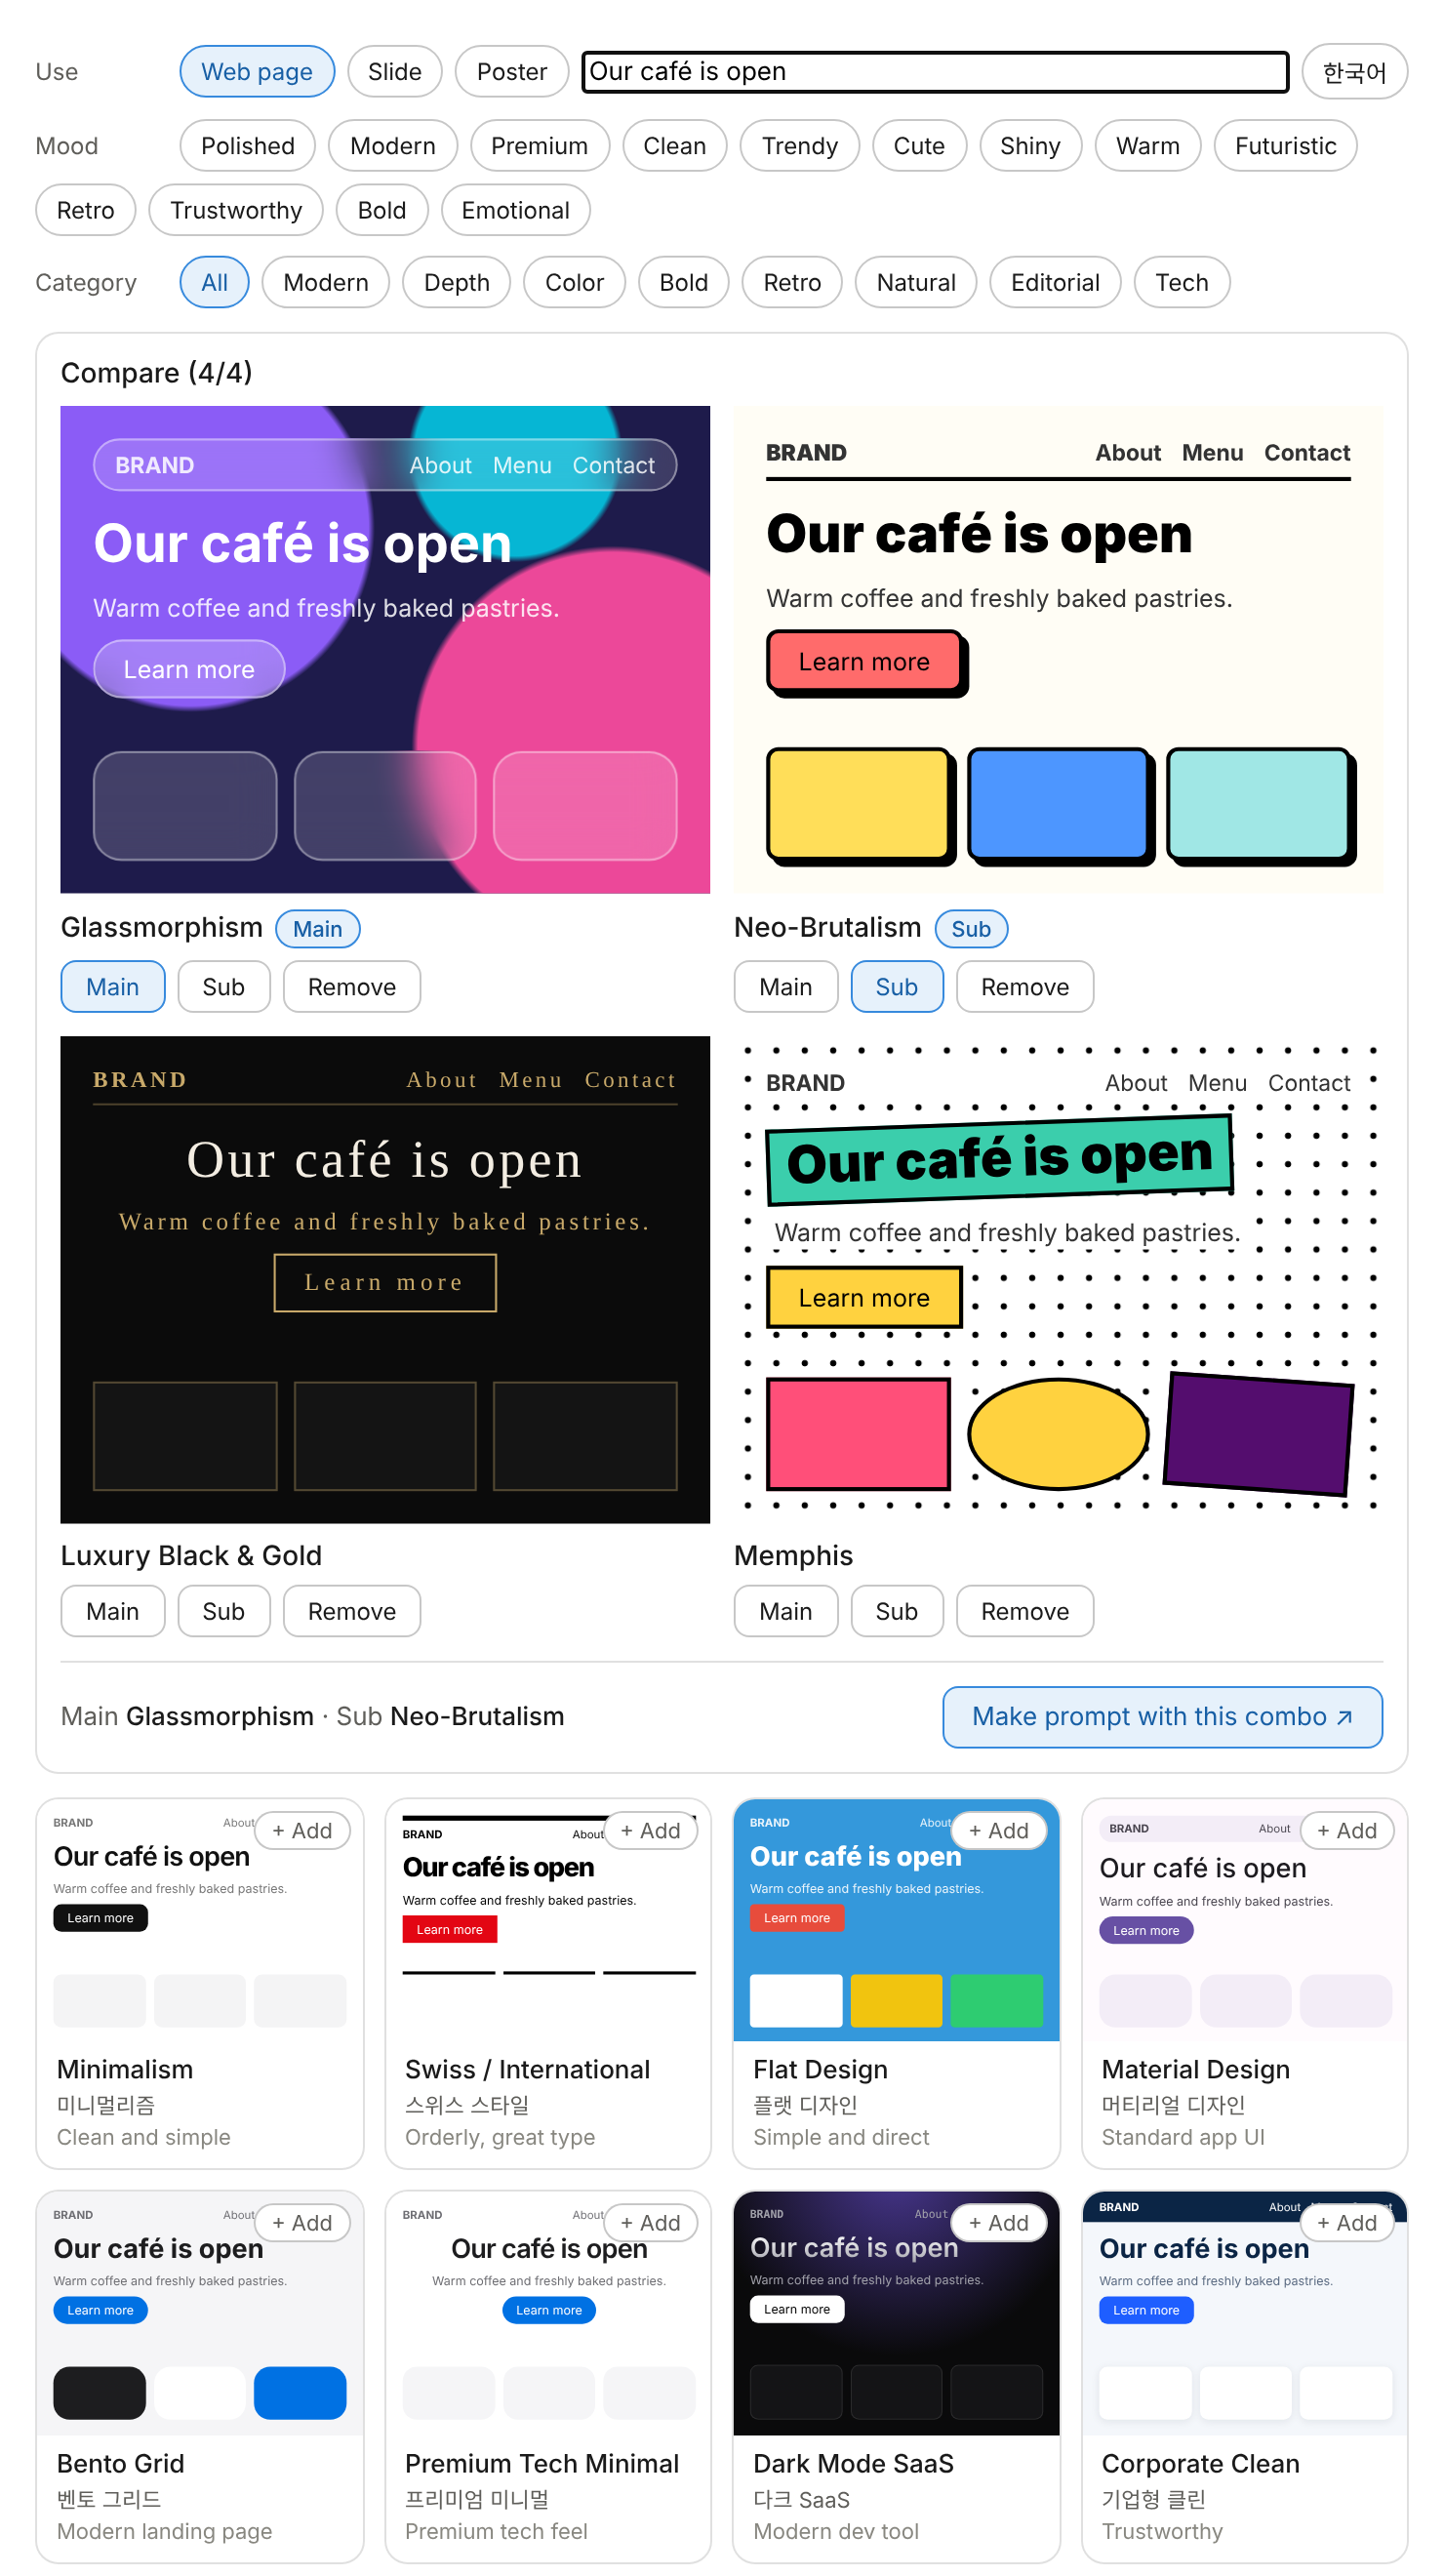 Use Web page Slide Poster Our café is open 한국어
Mood Polished Modern Premium Clean Trendy Cute Shiny Warm Futuristic
Retro Trustworthy Bold Emotional
Category All Modern Depth Color Bold Retro Natural Editorial Tech
Compare (4/4)
BRAND About Menu Contact
Our café is open
Warm coffee and freshly baked pastries.
Learn more
Glassmorphism Main
Main Sub Remove
BRAND About Menu Contact
Our café is open
Warm coffee and freshly baked pastries.
Learn more
Neo-Brutalism Sub
Main Sub Remove
BRAND About Menu Contact
Our café is open
Warm coffee and freshly baked pastries.
Learn more
Luxury Black & Gold
Main Sub Remove
BRAND About Menu Contact
Our café is open
Warm coffee and freshly baked pastries.
Learn more
Memphis
Main Sub Remove
Main Glassmorphism · Sub Neo-Brutalism
Make prompt with this combo ↗
BRAND About + Add
Our café is open
Warm coffee and freshly baked pastries.
Learn more
Minimalism
미니멀리즘
Clean and simple
BRAND About + Add
Our café is open
Warm coffee and freshly baked pastries.
Learn more
Swiss / International
스위스 스타일
Orderly, great type
BRAND About + Add
Our café is open
Warm coffee and freshly baked pastries.
Learn more
Flat Design
플랫 디자인
Simple and direct
BRAND About + Add
Our café is open
Warm coffee and freshly baked pastries.
Learn more
Material Design
머티리얼 디자인
Standard app UI
BRAND About + Add
Our café is open
Warm coffee and freshly baked pastries.
Learn more
Bento Grid
벤토 그리드
Modern landing page
BRAND About + Add
Our café is open
Warm coffee and freshly baked pastries.
Learn more
Premium Tech Minimal
프리미엄 미니멀
Premium tech feel
BRAND About + Add
Our café is open
Warm coffee and freshly baked pastries.
Learn more
Dark Mode SaaS
다크 SaaS
Modern dev tool
BRAND About + Add
Our café is open
Warm coffee and freshly baked pastries.
Learn more
Corporate Clean
기업형 클린
Trustworthy